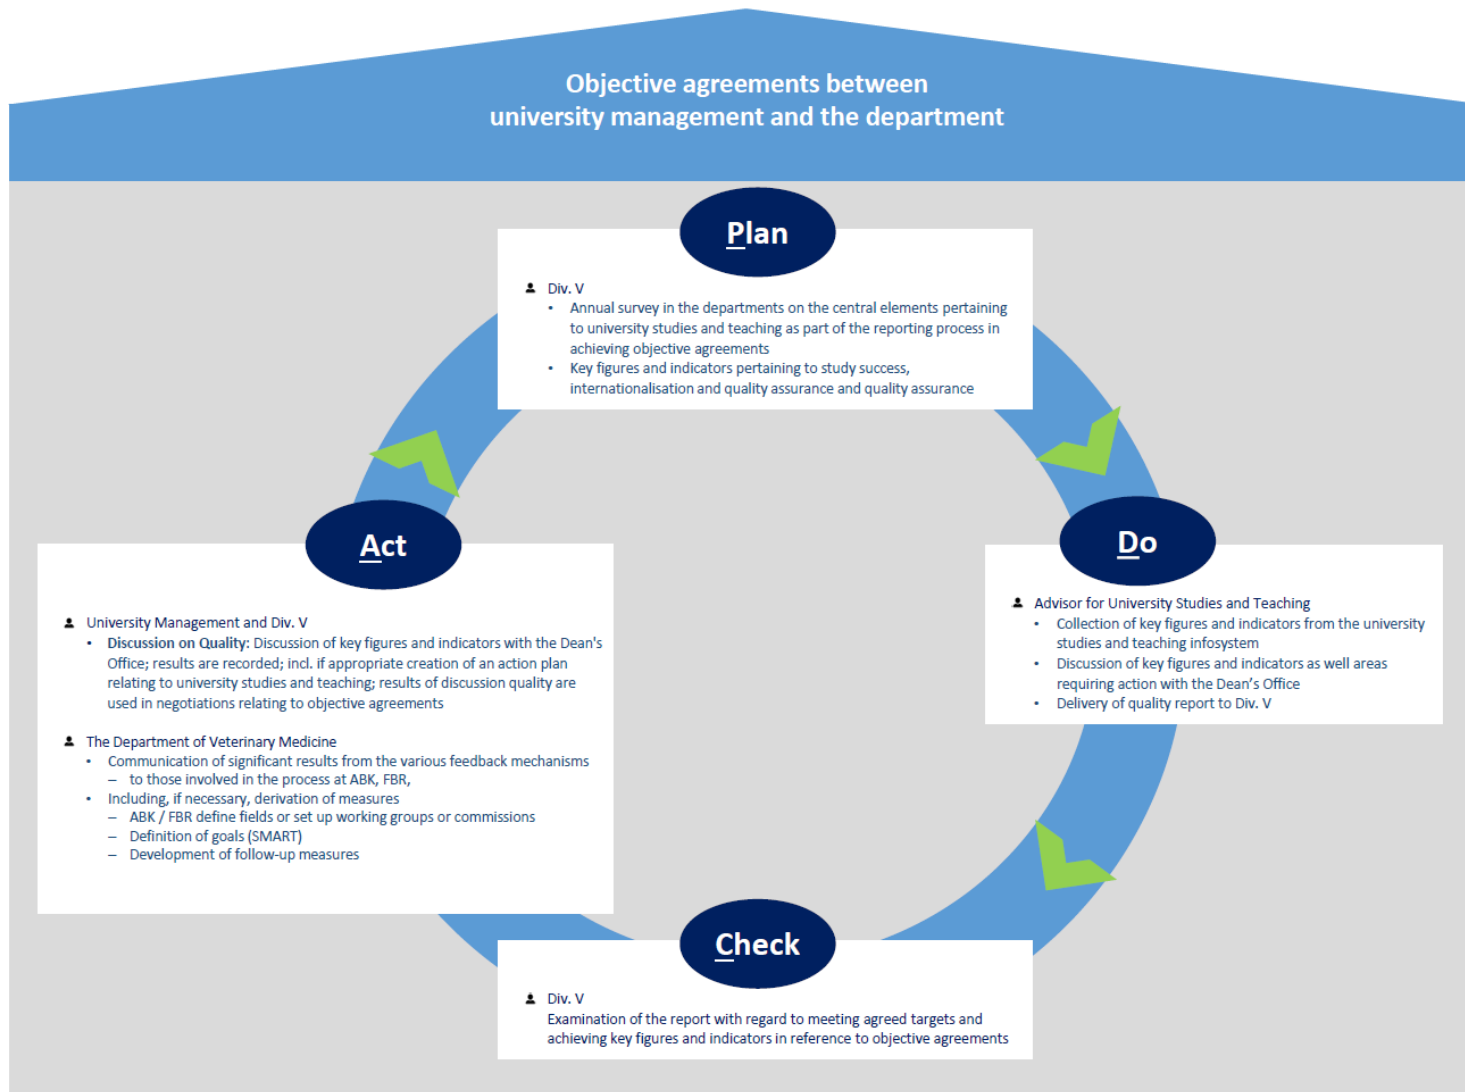 Objective agreements between
university management and the department
Plan
Div. V
• Annual survey in the departments on the central elements pertaining
to university studies and teaching as part of the reporting process in
achieving objective agreements
• Key figures and indicators pertaining to study success,
internationalisation and quality assurance and quality assurance
Do
Advisor for University Studies and Teaching
• Collection of key figures and indicators from the university
studies and teaching infosystem
• Discussion of key figures and indicators as well areas
requiring action with the Dean’s Office
• Delivery of quality report to Div. V
Check
Div. V
Examination of the report with regard to meeting agreed targets and
achieving key figures and indicators in reference to objective agreements
Act
University Management and Div. V
• Discussion on Quality: Discussion of key figures and indicators with the Dean's
Office; results are recorded; incl. if appropriate creation of an action plan
relating to university studies and teaching; results of discussion quality are
used in negotiations relating to objective agreements
The Department of Veterinary Medicine
• Communication of significant results from the various feedback mechanisms
– to those involved in the process at ABK, FBR,
• Including, if necessary, derivation of measures
– ABK / FBR define fields or set up working groups or commissions
– Definition of goals (SMART)
– Development of follow-up measures